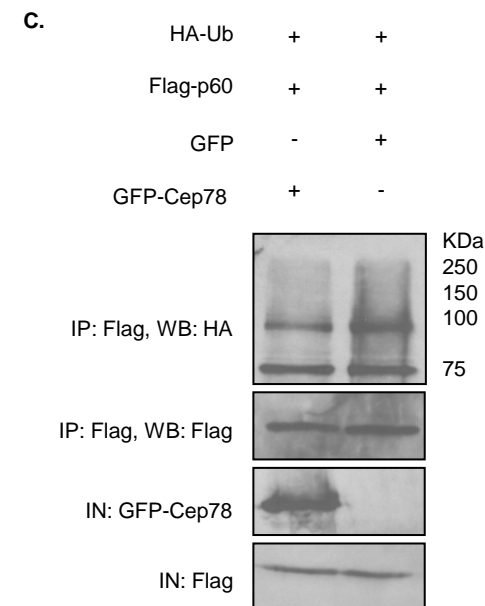 C.
HA-Ub + +
Flag-p60 + +
GFP - +
GFP-Cep78 + -
KDa
250
150
100
75
IP: Flag, WB: HA
IP: Flag, WB: Flag
IN: GFP-Cep78
IN: Flag